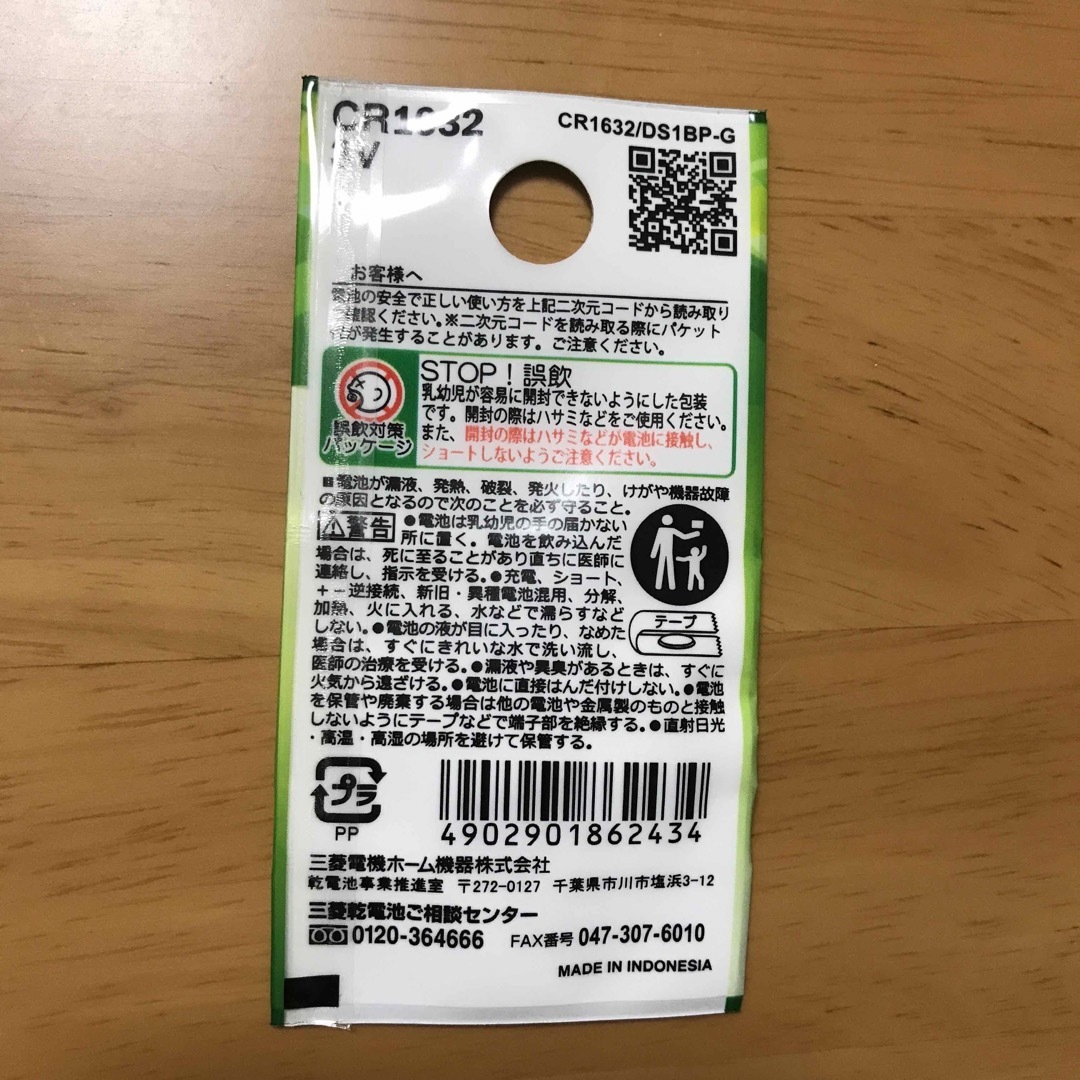 CR1632
CR1632/DS1BP-G
3V
お客様へ
電池の安全で正しい使い方を上記二次元コードから読み取り
確認ください。※二次元コードを読み取る際にパケット
が発生することがあります。ご注意ください。
STOP！誤飲
乳幼児が容易に開封できないようにした包装
です。開封の際はハサミなどをご使用ください。
また、開封の際はハサミなどが電池に接触し、
ショートしないようご注意ください。
誤飲対策
パッケージ
電池が漏液、発熱、破裂、発火したり、けがや機器故障
の原因となるので次のことを必ず守ること。
⚠警告 ●電池は乳幼児の手の届かない
所に置く。電池を飲み込んだ
場合は、死に至ることがあり直ちに医師に
連絡し、指示を受ける。●充電、ショート、
＋－逆接続、新旧・異種電池混用、分解、
加熱、火に入れる、水などで濡らすなど
しない。●電池の液が目に入ったり、なめた
場合は、すぐにきれいな水で洗い流し、
医師の治療を受ける。●漏液や異臭があるときは、すぐに
火気から遠ざける。●電池に直接はんだ付けしない。●電池
を保管や廃棄する場合は他の電池や金属製のものと接触
しないようにテープなどで端子部を絶縁する。●直射日光
・高温・高湿の場所を避けて保管する。
テープ
プラ
PP
4902901862434
三菱電機ホーム機器株式会社
乾電池事業推進室 〒272-0127 千葉県市川市塩浜3-12
三菱乾電池ご相談センター
0120-364666 FAX番号 047-307-6010
MADE IN INDONESIA